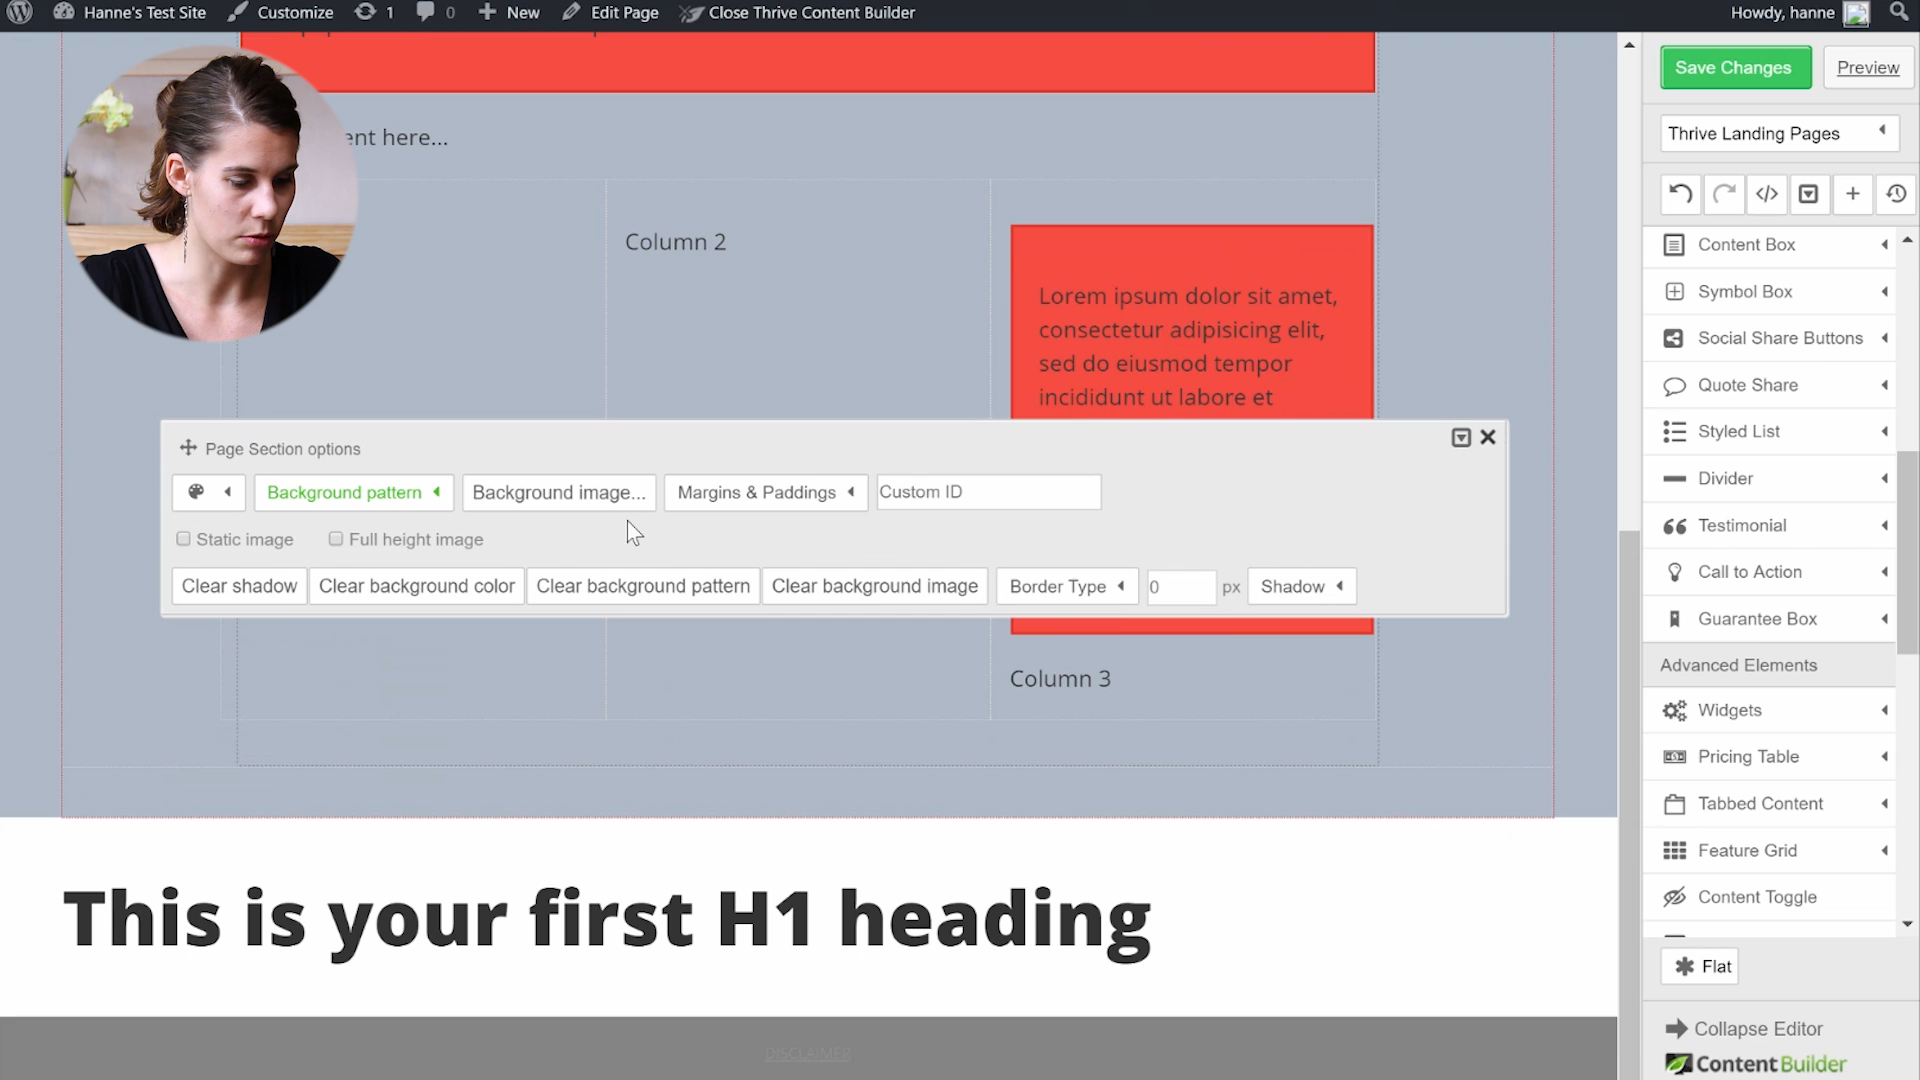 Hanne's Test Site Customize 1 0 New Edit Page Close Thrive Content Builder Howdy, hanne
Save Changes Preview
Thrive Landing Pages
ent here...
Column 2
Lorem ipsum dolor sit amet,
consectetur adipisicing elit,
sed do eiusmod tempor
incididunt ut labore et
Column 3
Page Section options
Background pattern Background image... Margins & Paddings Custom ID
Static image Full height image
Clear shadow Clear background color Clear background pattern Clear background image Border Type 0 px Shadow
This is your first H1 heading
DISCLAIMER
Content Box
Symbol Box
Social Share Buttons
Quote Share
Styled List
Divider
Testimonial
Call to Action
Guarantee Box
Advanced Elements
Widgets
Pricing Table
Tabbed Content
Feature Grid
Content Toggle
Flat
Collapse Editor
ContentBuilder